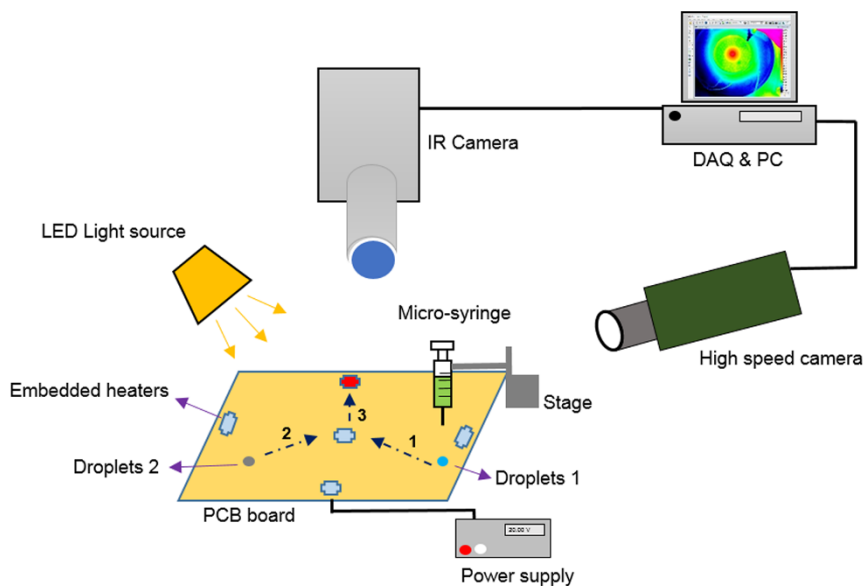 IR Camera
DAQ & PC
LED Light source
Micro-syringe
High speed camera
Embedded heaters
Stage
3
2
1
Droplets 2
Droplets 1
PCB board
20.00 V
Power supply